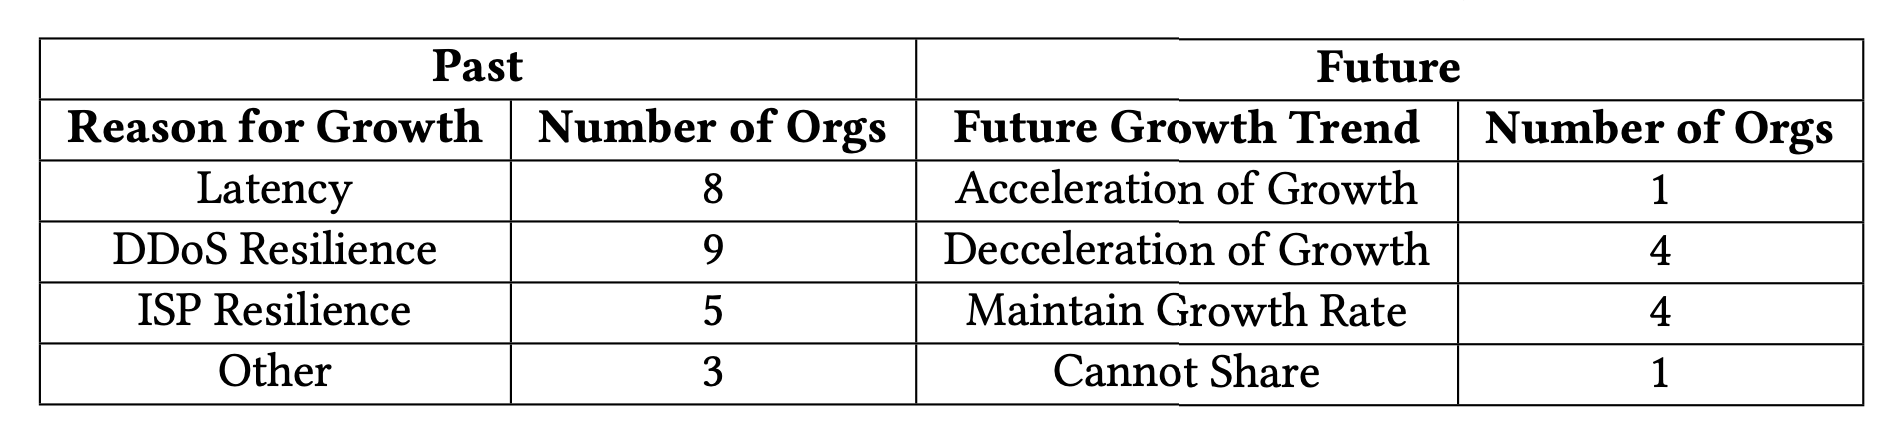 Past Future
Reason for Growth Number of Orgs Future Growth Trend Number of Orgs
Latency 8 Acceleration of Growth 1
DDoS Resilience 9 Decceleration of Growth 4
ISP Resilience 5 Maintain Growth Rate 4
Other 3 Cannot Share 1